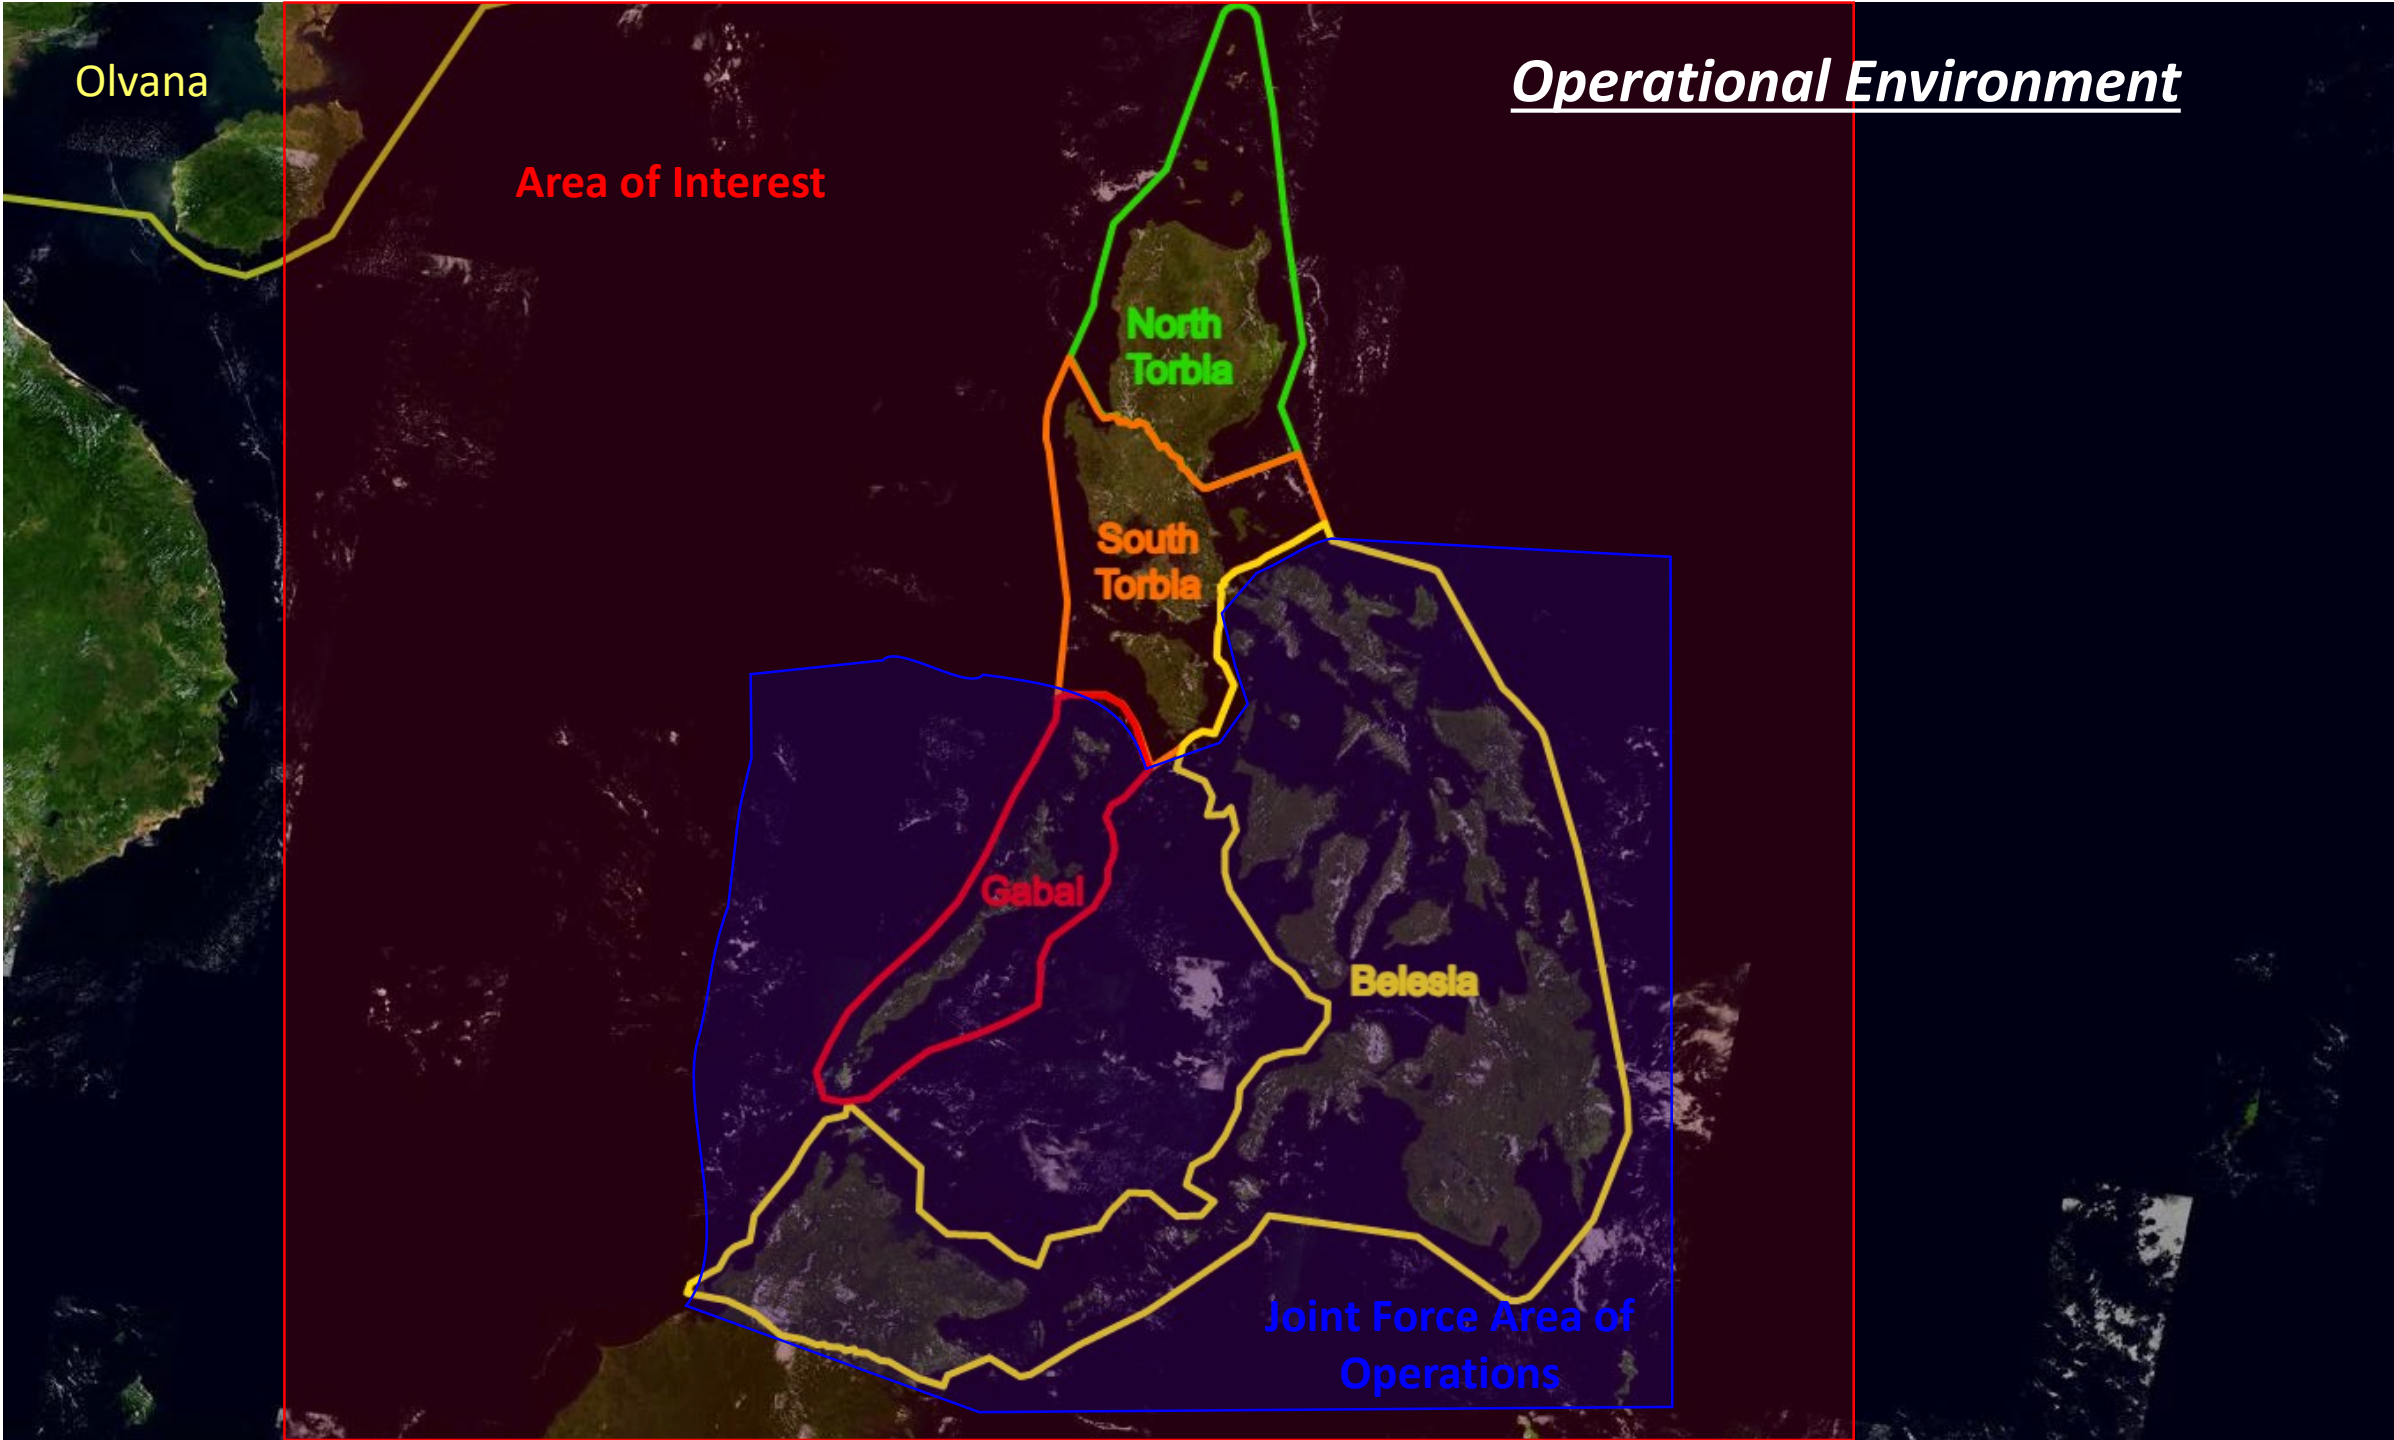 Olvana
Operational Environment
Area of Interest
North
Torbia
South
Torbia
Gabal
Belesia
Joint Force Area of
Operations